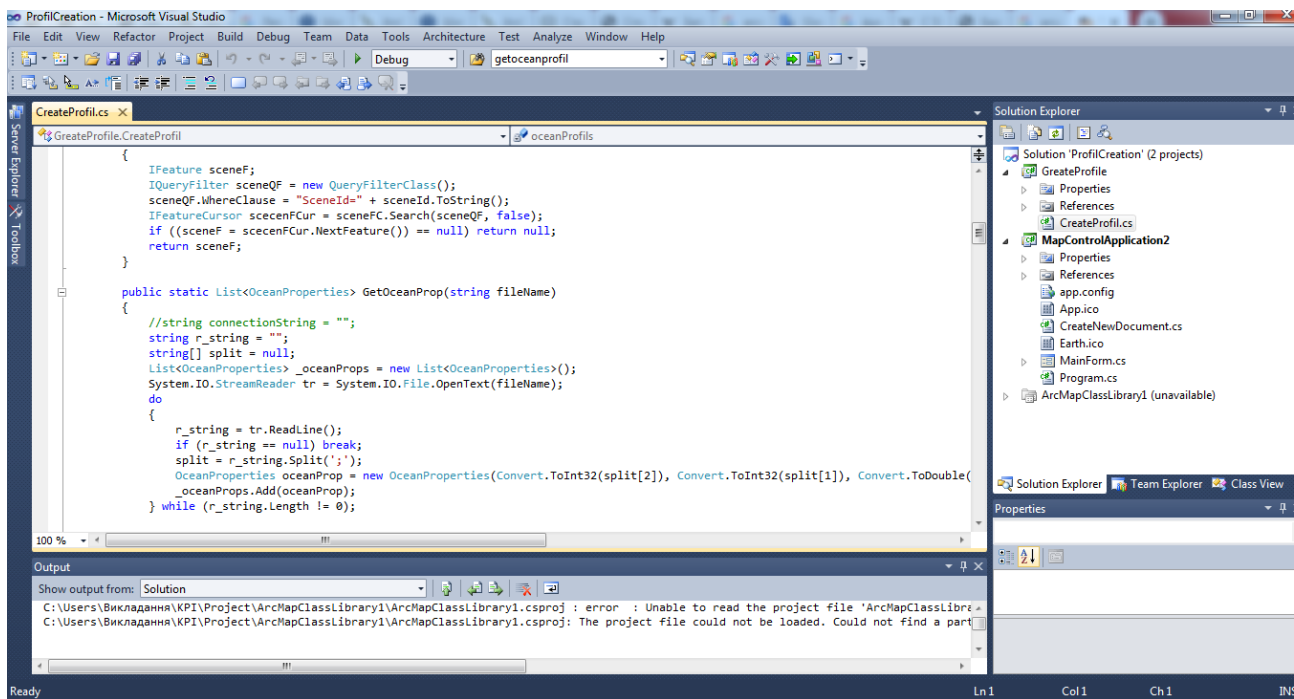 ProfilCreation - Microsoft Visual Studio
File Edit View Refactor Project Build Debug Team Data Tools Architecture Test Analyze Window Help
Debug getoceanprofil
Server Explorer
Toolbox
CreateProfil.cs
GreateProfile.CreateProfil oceanProfils
{
IFeature sceneF;
IQueryFilter sceneQF = new QueryFilterClass();
sceneQF.WhereClause = "SceneId=" + sceneId.ToString();
IFeatureCursor scecenFCur = sceneFC.Search(sceneQF, false);
if ((sceneF = scecenFCur.NextFeature()) == null) return null;
return sceneF;
}
public static List<OceanProperties> GetOceanProp(string fileName)
{
//string connectionString = "";
string r_string = "";
string[] split = null;
List<OceanProperties> _oceanProps = new List<OceanProperties>();
System.IO.StreamReader tr = System.IO.File.OpenText(fileName);
do
{
r_string = tr.ReadLine();
if (r_string == null) break;
split = r_string.Split(';');
OceanProperties oceanProp = new OceanProperties(Convert.ToInt32(split[2]), Convert.ToInt32(split[1]), Convert.ToDouble(
_oceanProps.Add(oceanProp);
} while (r_string.Length != 0);
100 %
Output
Show output from: Solution
C:\Users\Викладання\KPI\Project\ArcMapClassLibrary1\ArcMapClassLibrary1.csproj : error : Unable to read the project file 'ArcMapClassLibra
C:\Users\Викладання\KPI\Project\ArcMapClassLibrary1\ArcMapClassLibrary1.csproj: The project file could not be loaded. Could not find a part
Solution Explorer
Solution 'ProfilCreation' (2 projects)
GreateProfile
Properties
References
CreateProfil.cs
MapControlApplication2
Properties
References
app.config
App.ico
CreateNewDocument.cs
Earth.ico
MainForm.cs
Program.cs
ArcMapClassLibrary1 (unavailable)
Solution Explorer Team Explorer Class View
Properties
Ready Ln 1 Col 1 Ch 1 INS